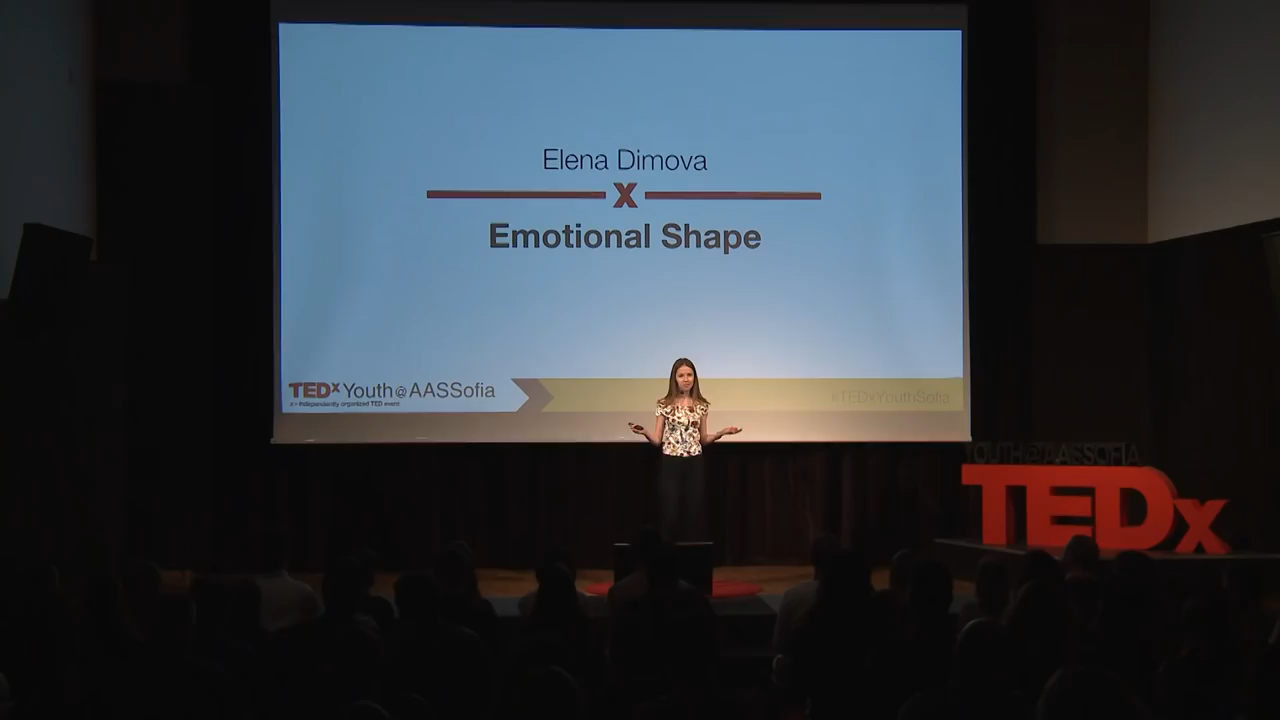 Elena Dimova
X
Emotional Shape
TEDx Youth@AASSofia
x = independently organized TED event
#TEDxYouthSofia
YOUTH@AASSOFIA
TEDx